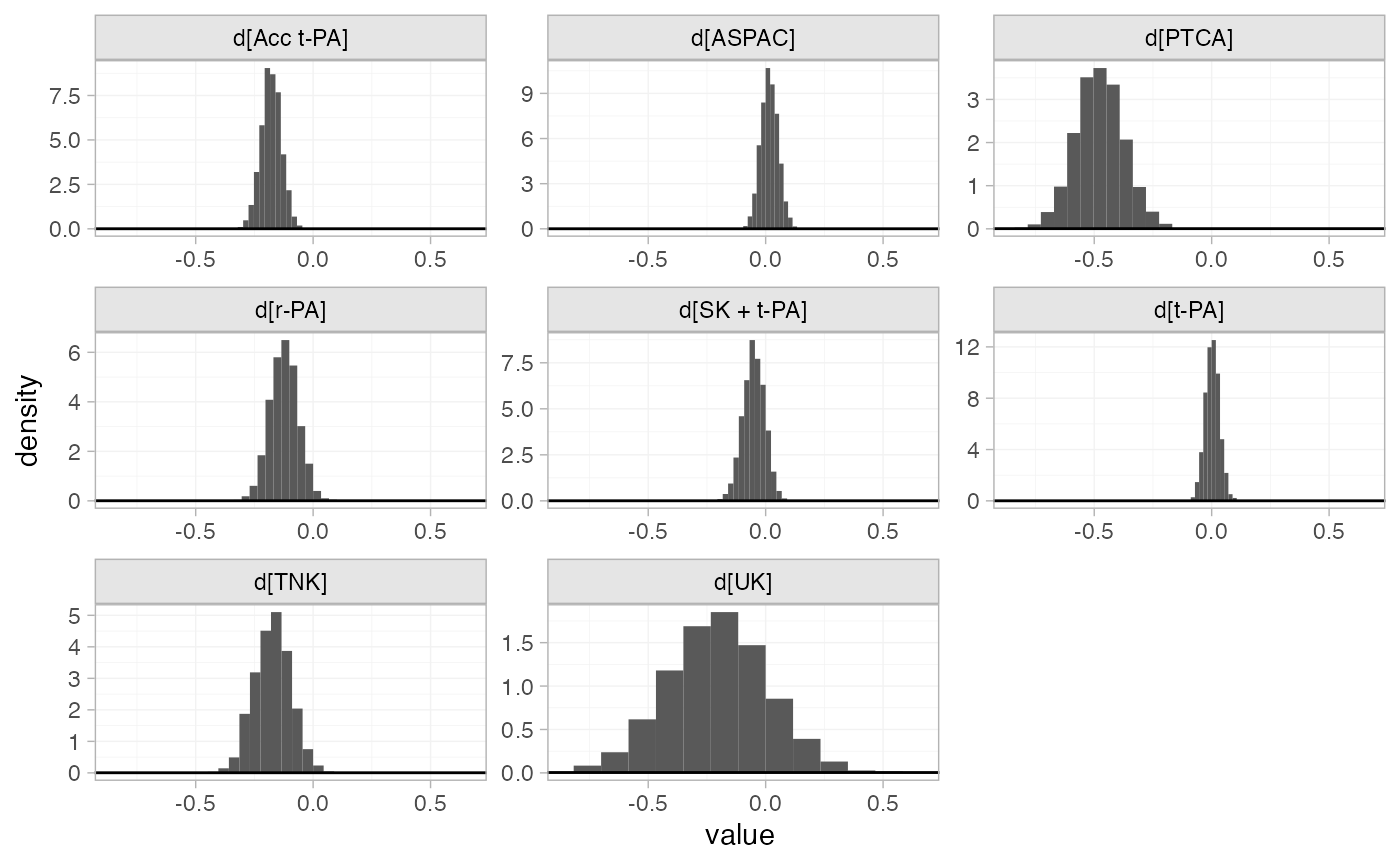 d[Acc t-PA] d[ASPAC] d[PTCA]
7.5 5.0 2.5 0.0
9 6 3 0
3 2 1 0
-0.5 0.0 0.5 -0.5 0.0 0.5 -0.5 0.0 0.5
d[r-PA] d[SK + t-PA] d[t-PA]
6 4 2 0
7.5 5.0 2.5 0.0
12 8 4 0
-0.5 0.0 0.5 -0.5 0.0 0.5 -0.5 0.0 0.5
d[TNK] d[UK]
5 4 3 2 1 0
1.5 1.0 0.5 0.0
-0.5 0.0 0.5 -0.5 0.0 0.5
density
value